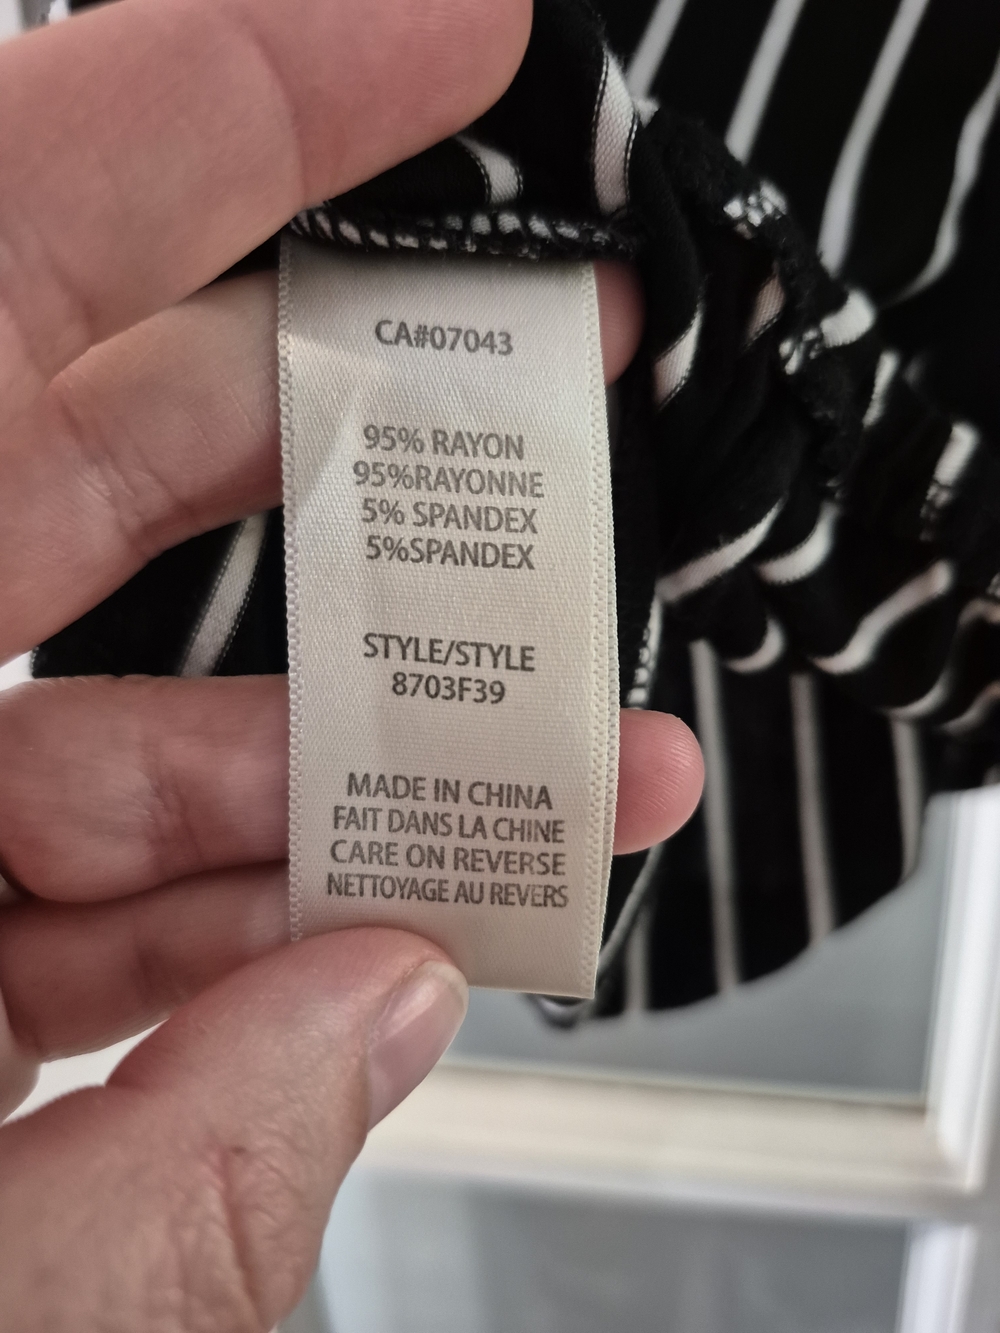 CA#07043
95% RAYON
95%RAYONNE
5% SPANDEX
5%SPANDEX
STYLE/STYLE
8703F39
MADE IN CHINA
FAIT DANS LA CHINE
CARE ON REVERSE
NETTOYAGE AU REVERS